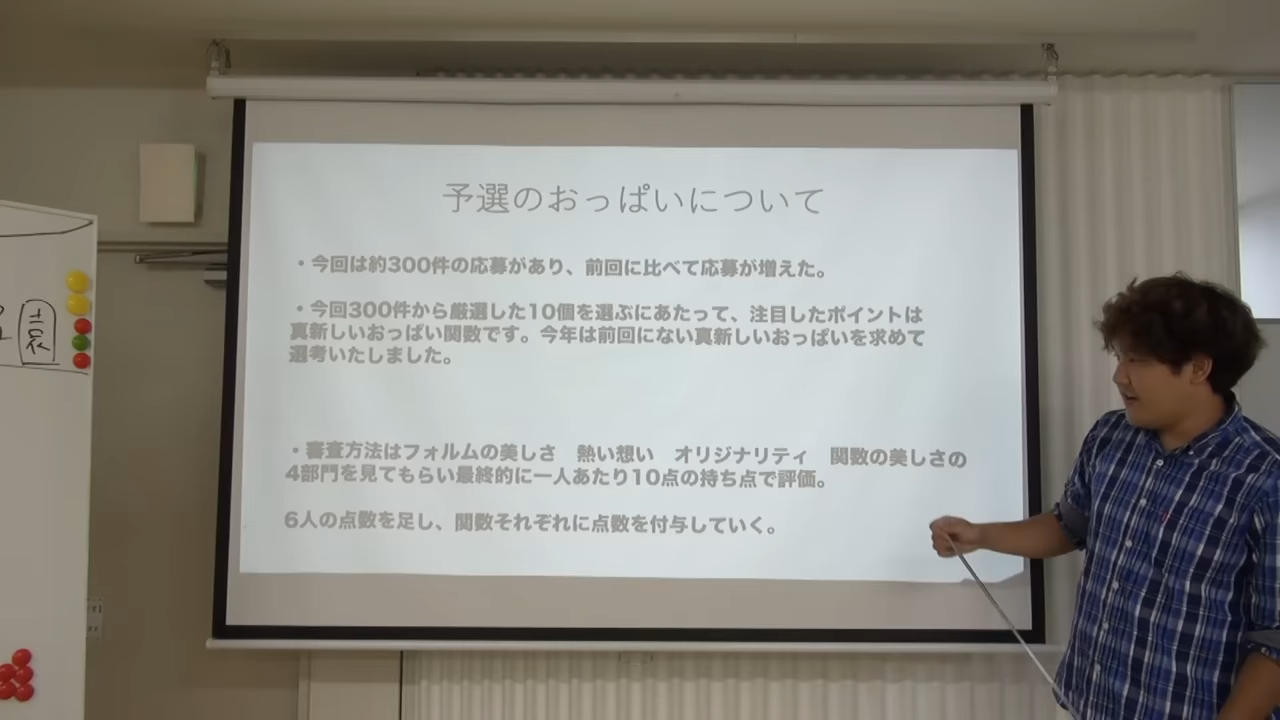 予選のおっぱいについて
・今回は約300件の応募があり、前回に比べて応募が増えた。
・今回300件から厳選した10個を選ぶにあたって、注目したポイントは
真新しいおっぱい関数です。今年は前回にない真新しいおっぱいを求めて
選考いたしました。
・審査方法はフォルムの美しさ　熱い想い　オリジナリティ　関数の美しさの
4部門を見てもらい最終的に一人あたり10点の持ち点で評価。
6人の点数を足し、関数それぞれに点数を付与していく。